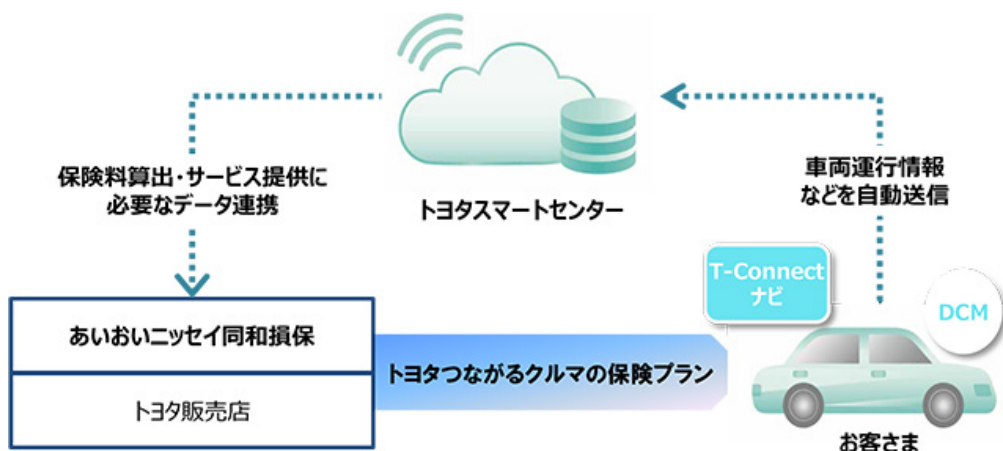 保険料算出・サービス提供に
必要なデータ連携
トヨタスマートセンター
車両運行情報
などを自動送信
T-Connect
ナビ
DCM
あいおいニッセイ同和損保
トヨタ販売店
トヨタつながるクルマの保険プラン
お客さま